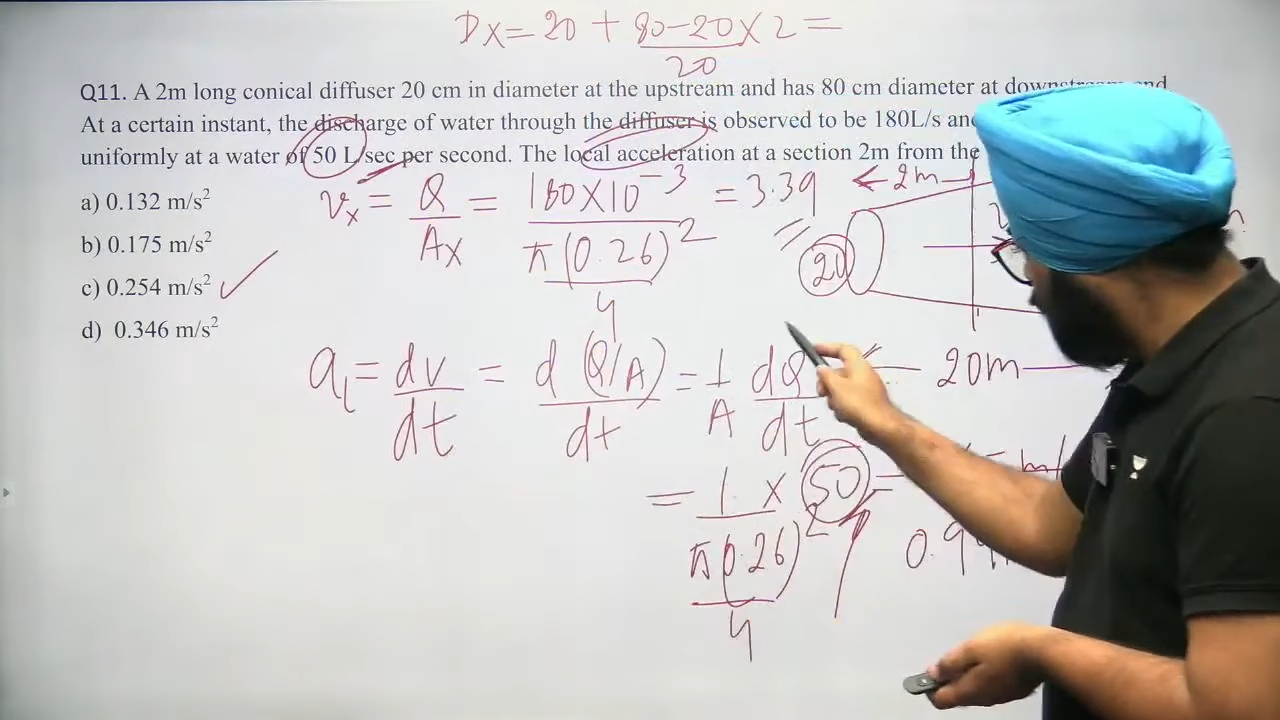 Dx = 20 + 80-20/20 × 2 =
Q11. A 2m long conical diffuser 20 cm in diameter at the upstream and has 80 cm diameter at downstream end
At a certain instant, the discharge of water through the diffuser is observed to be 180L/s an
uniformly at a water of 50 L/sec per second. The local acceleration at a section 2m from the
a) 0.132 m/s²
b) 0.175 m/s²
c) 0.254 m/s² ✓
d) 0.346 m/s²
Vx = Q/Ax = 180×10⁻³/(π(0.26)²/4) = 3.39
2m
20
20m
aL = dv/dt = d(Q/A)/dt = 1/A dQ/dt
= 1/(π(0.26)²/4) × 50 =